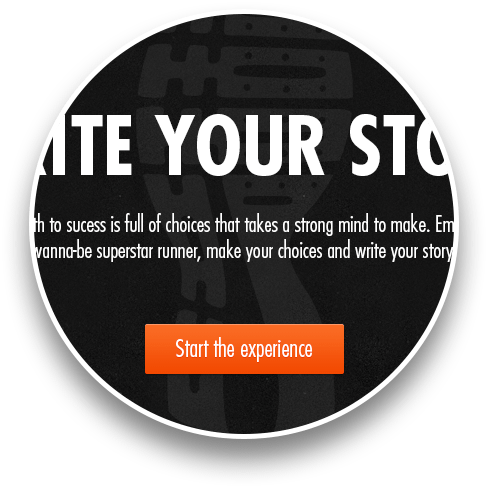 ITE YOUR STO
th to sucess is full of choices that takes a strong mind to make. Em
wanna-be superstar runner, make your choices and write your story
Start the experience